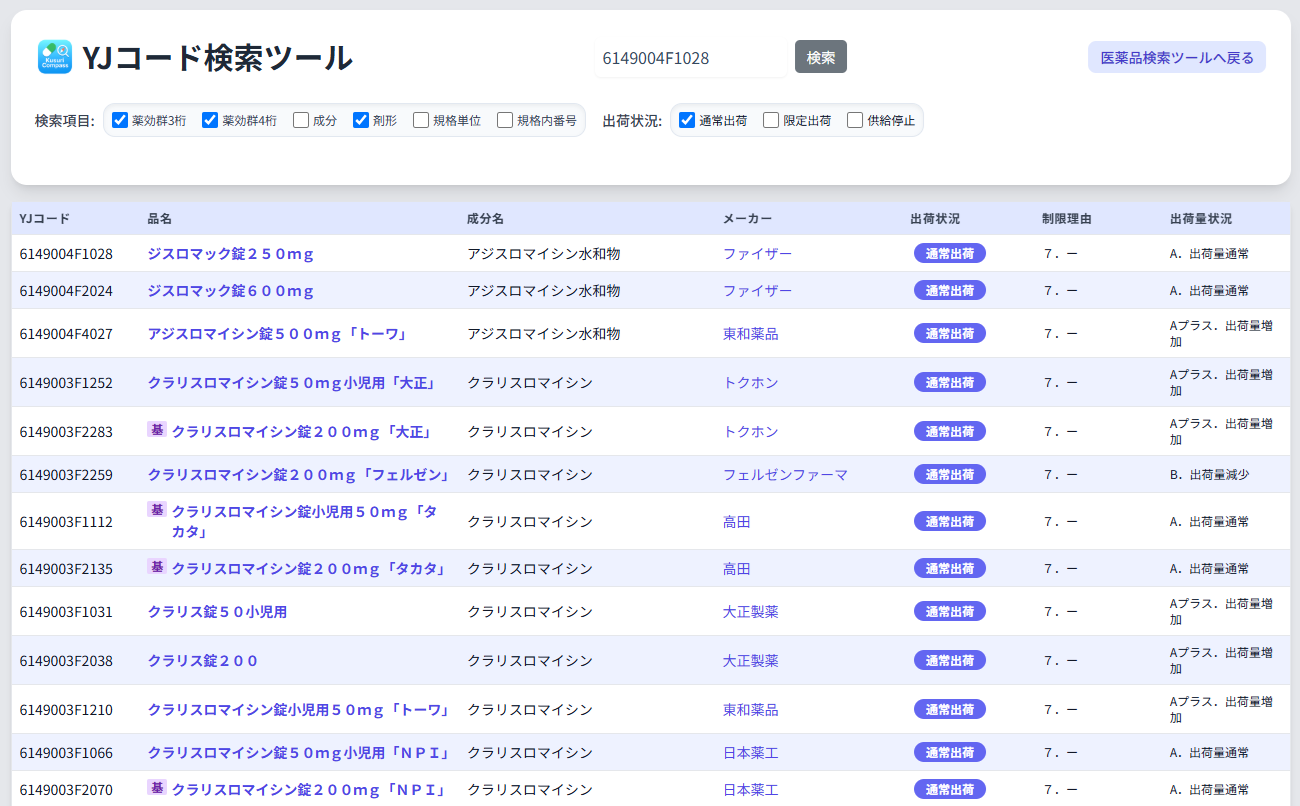 Kusuri Compass
YJコード検索ツール
6149004F1028
検索
医薬品検索ツールへ戻る
検索項目: 薬効群3桁 薬効群4桁 成分 剤形 規格単位 規格内番号 出荷状況: 通常出荷 限定出荷 供給停止
YJコード 品名 成分名 メーカー 出荷状況 制限理由 出荷量状況
6149004F1028 ジスロマック錠２５０ｍｇ アジスロマイシン水和物 ファイザー 通常出荷 ７．－ A．出荷量通常
6149004F2024 ジスロマック錠６００ｍｇ アジスロマイシン水和物 ファイザー 通常出荷 ７．－ A．出荷量通常
6149004F4027 アジスロマイシン錠５００ｍｇ「トーワ」 アジスロマイシン水和物 東和薬品 通常出荷 ７．－ Aプラス．出荷量増
加
6149003F1252 クラリスロマイシン錠５０ｍｇ小児用「大正」 クラリスロマイシン トクホン 通常出荷 ７．－ Aプラス．出荷量増
加
6149003F2283 基 クラリスロマイシン錠２００ｍｇ「大正」 クラリスロマイシン トクホン 通常出荷 ７．－ Aプラス．出荷量増
加
6149003F2259 クラリスロマイシン錠２００ｍｇ「フェルゼン」 クラリスロマイシン フェルゼンファーマ 通常出荷 ７．－ B．出荷量減少
6149003F1112 基 クラリスロマイシン錠小児用５０ｍｇ「タ
カタ」 クラリスロマイシン 高田 通常出荷 ７．－ A．出荷量通常
6149003F2135 基 クラリスロマイシン錠２００ｍｇ「タカタ」 クラリスロマイシン 高田 通常出荷 ７．－ A．出荷量通常
6149003F1031 クラリス錠５０小児用 クラリスロマイシン 大正製薬 通常出荷 ７．－ Aプラス．出荷量増
加
6149003F2038 クラリス錠２００ クラリスロマイシン 大正製薬 通常出荷 ７．－ Aプラス．出荷量増
加
6149003F1210 クラリスロマイシン錠小児用５０ｍｇ「トーワ」 クラリスロマイシン 東和薬品 通常出荷 ７．－ Aプラス．出荷量増
加
6149003F1066 クラリスロマイシン錠５０ｍｇ小児用「ＮＰＩ」 クラリスロマイシン 日本薬工 通常出荷 ７．－ A．出荷量通常
6149003F2070 基 クラリスロマイシン錠２００ｍｇ「ＮＰＩ」 クラリスロマイシン 日本薬工 通常出荷 ７．－ A．出荷量通常